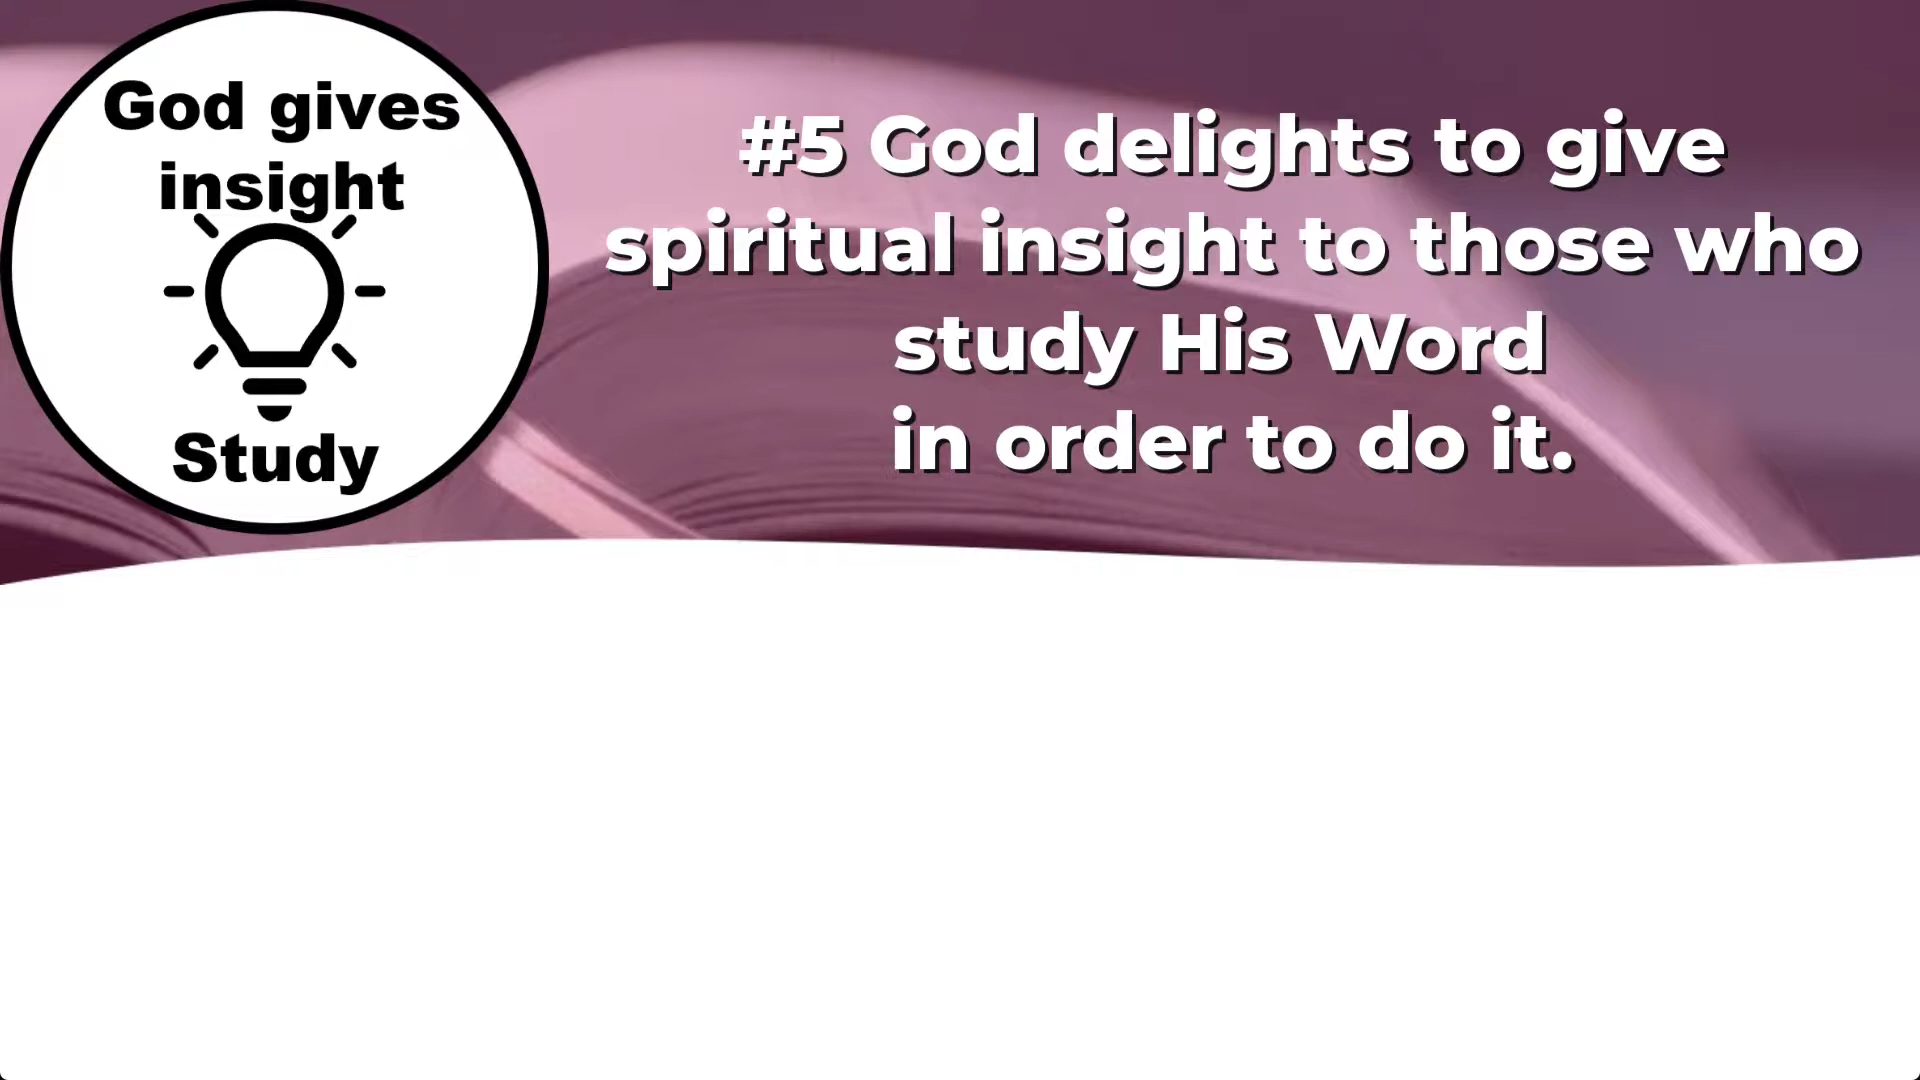 God gives
insight
Study
#5 God delights to give
spiritual insight to those who
study His Word
in order to do it.